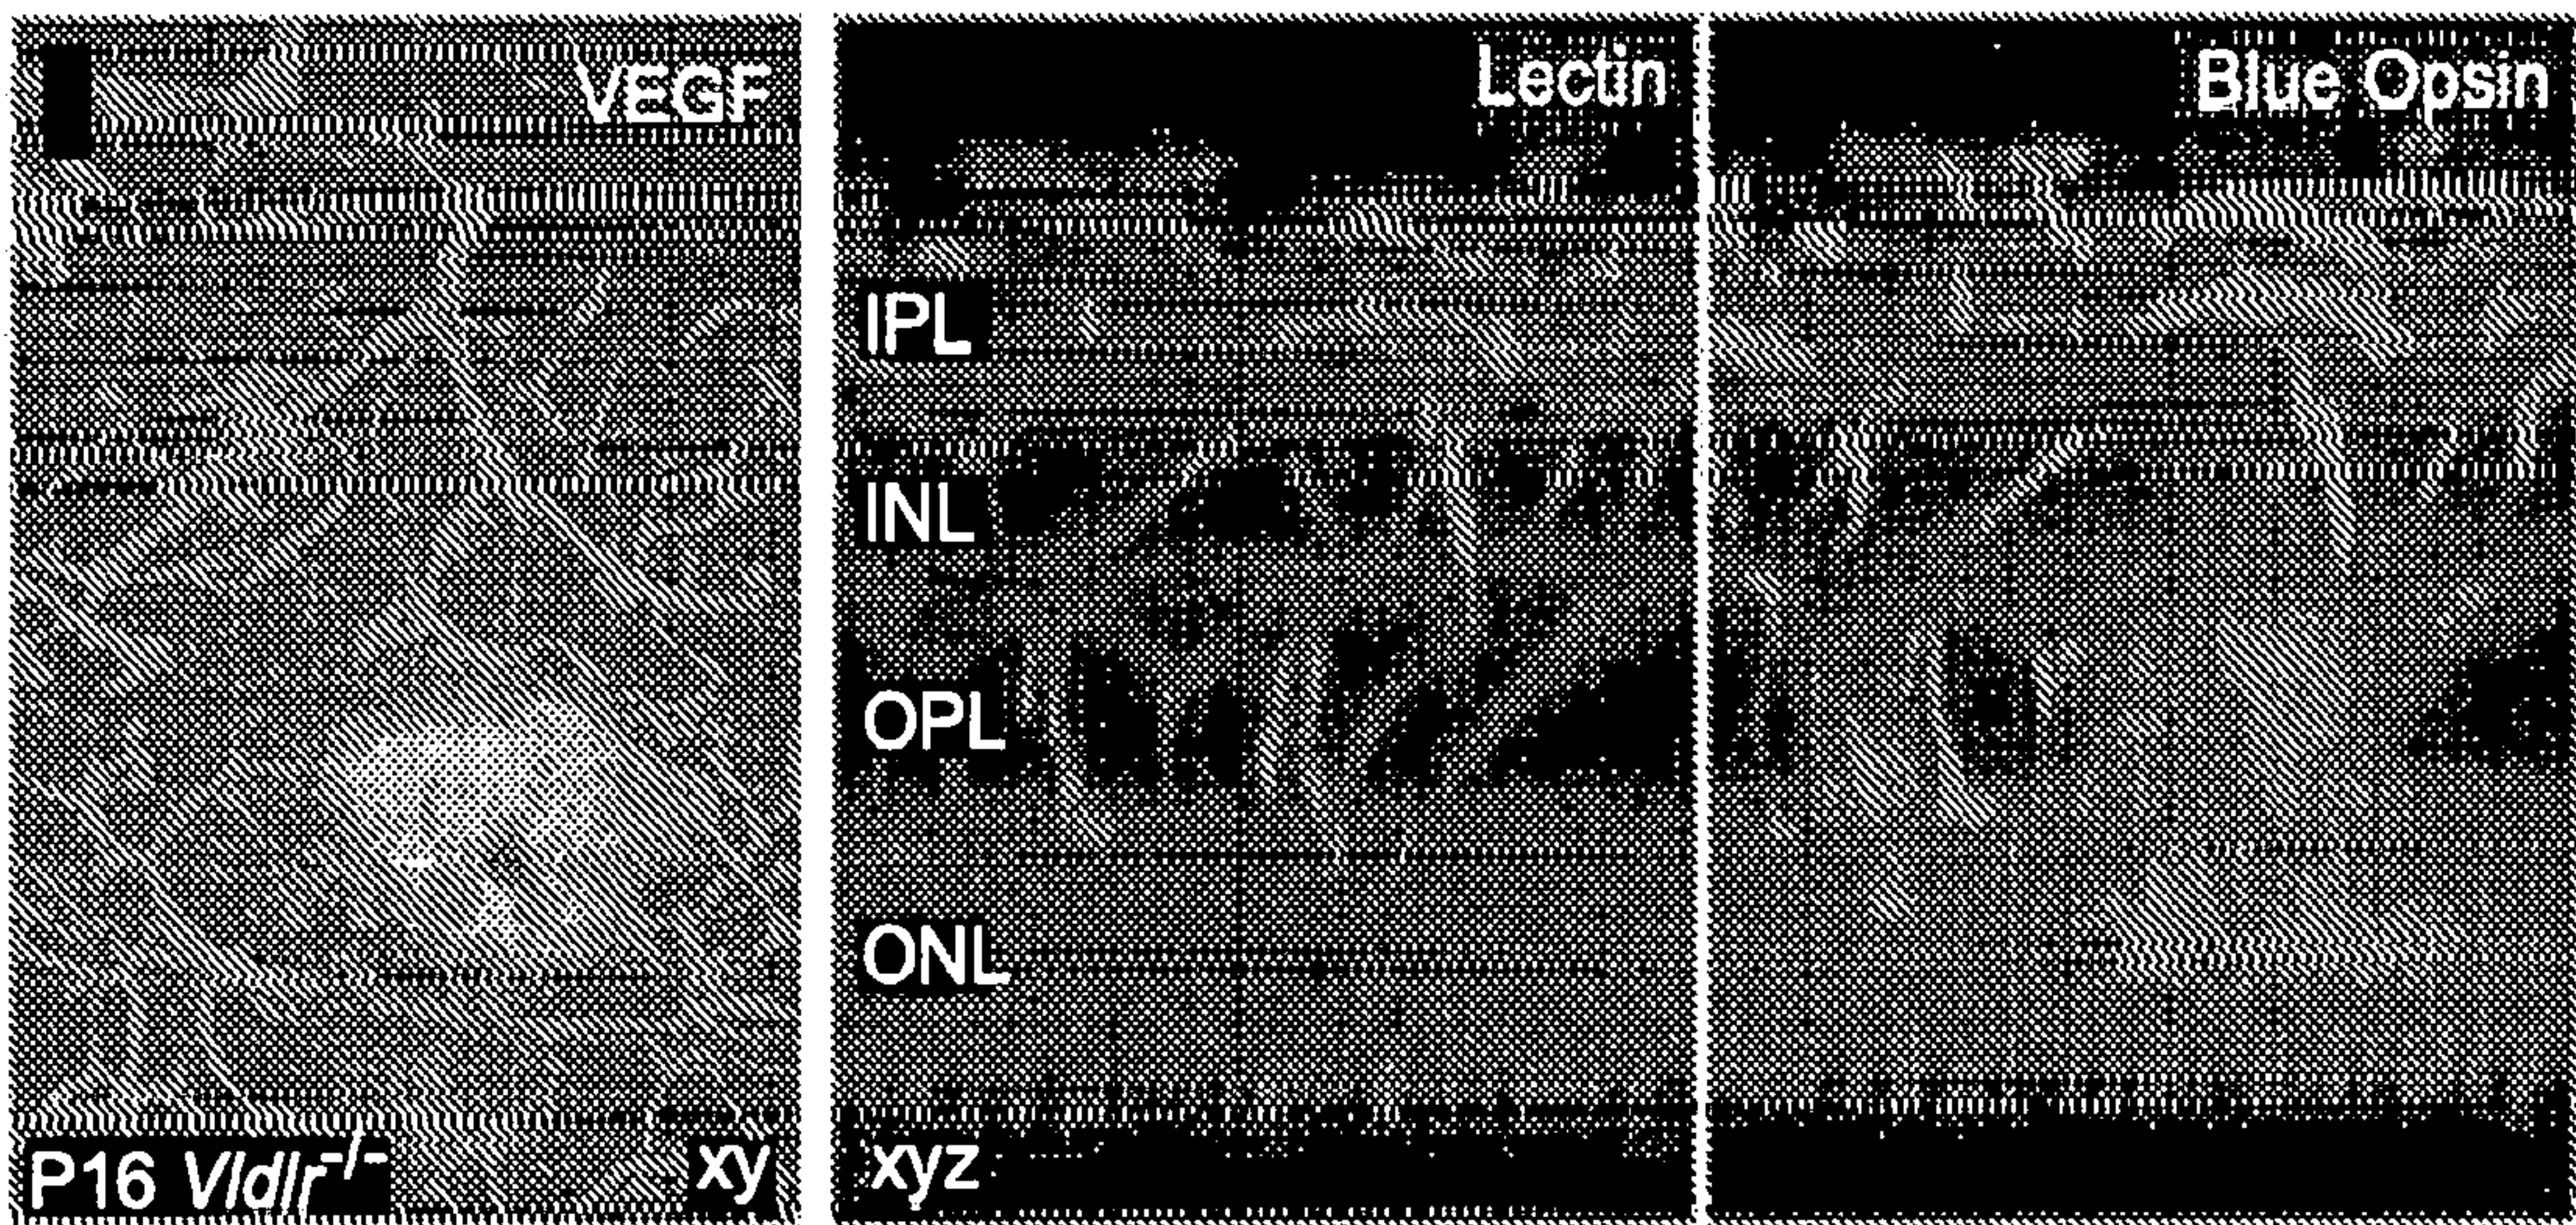 VEGF
P16 Vldlr-/-
xy
Lectin
IPL
INL
OPL
ONL
xyz
Blue Opsin